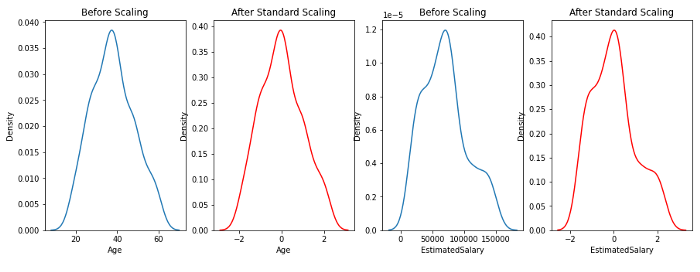 Before Scaling
After Standard Scaling
Before Scaling
After Standard Scaling
Density
0.040
0.035
0.030
0.025
0.020
0.015
0.010
0.005
0.000
20 40 60
Age
Density
0.40
0.35
0.30
0.25
0.20
0.15
0.10
0.05
0.00
−2 0 2
Age
1e−5
Density
1.2
1.0
0.8
0.6
0.4
0.2
0.0
0 50000 100000 150000
EstimatedSalary
Density
0.40
0.35
0.30
0.25
0.20
0.15
0.10
0.05
0.00
−2 0 2
EstimatedSalary